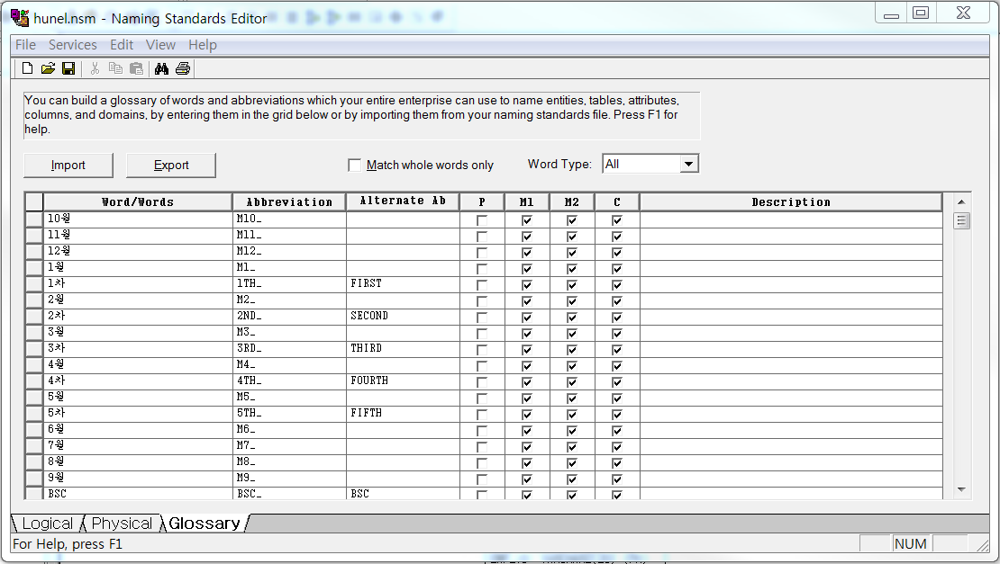 hunel.nsm - Naming Standards Editor
File Services Edit View Help
You can build a glossary of words and abbreviations which your entire enterprise can use to name entities, tables, attributes,
columns, and domains, by entering them in the grid below or by importing them from your naming standards file. Press F1 for
help.
Import Export Match whole words only Word Type: All
Word/Words Abbreviation Alternate Ab P M1 M2 C Description
10월 M10_
11월 M11_
12월 M12_
1월 M1_
1차 1TH_ FIRST
2월 M2_
2차 2ND_ SECOND
3월 M3_
3차 3RD_ THIRD
4월 M4_
4차 4TH_ FOURTH
5월 M5_
5차 5TH_ FIFTH
6월 M6_
7월 M7_
8월 M8_
9월 M9_
BSC BSC_ BSC
Logical Physical Glossary
For Help, press F1 NUM